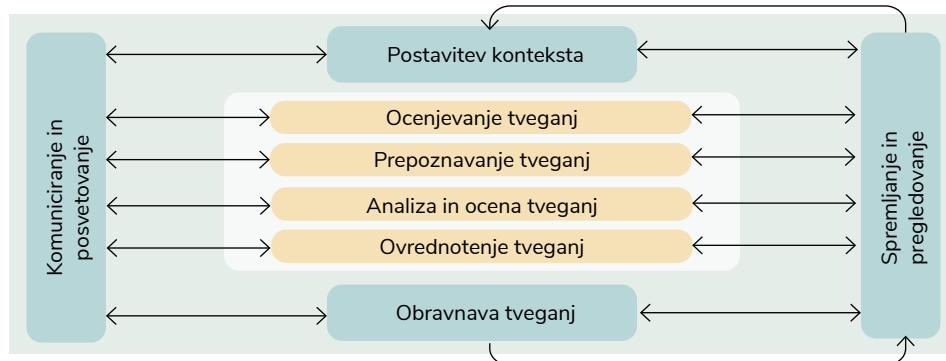 Komuniciranje in
posvetovanje
Postavitev konteksta
Ocenjevanje tveganj
Prepoznavanje tveganj
Analiza in ocena tveganj
Ovrednotenje tveganj
Obravnava tveganj
Spremljanje in
pregledovanje